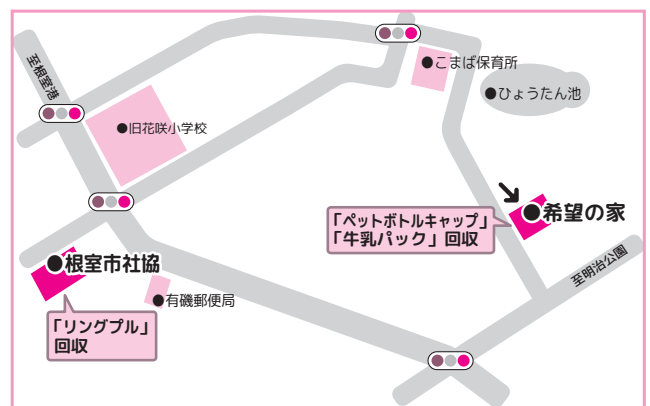 至根室港
●こまば保育所
●ひょうたん池
●旧花咲小学校
●希望の家
「ペットボトルキャップ」
「牛乳パック」回収
至明治公園
●根室市社協
●有磯郵便局
「リングプル」
回収